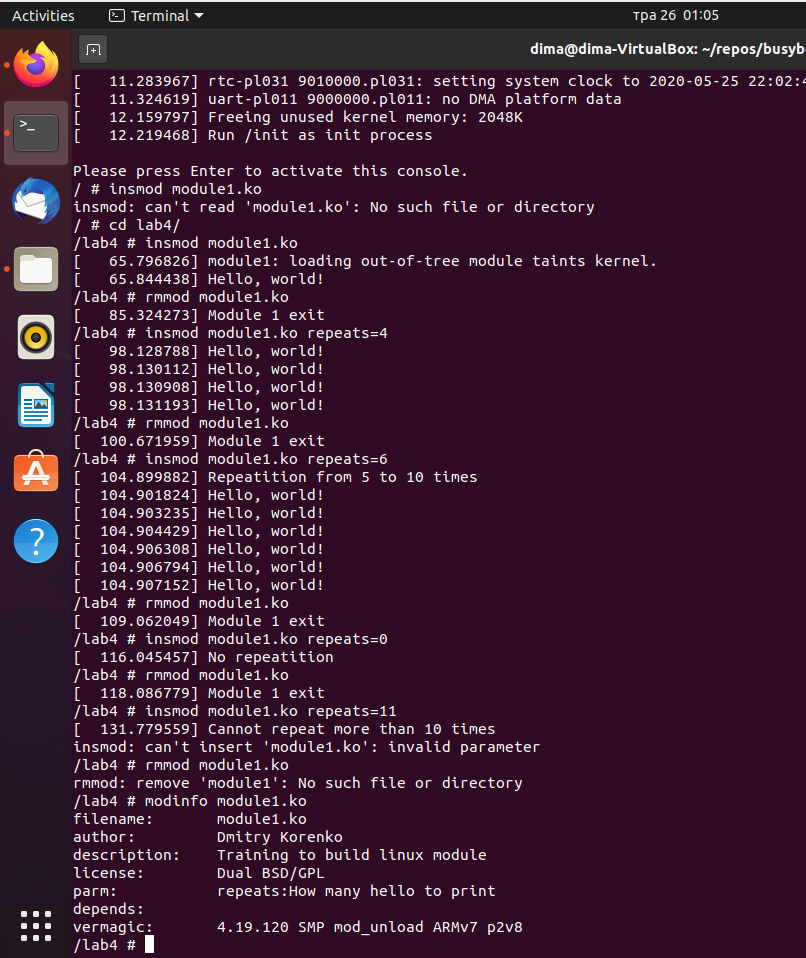 Activities
Terminal
тра 26 01:05
dima@dima-VirtualBox: ~/repos/busyb
[   11.283967] rtc-pl031 9010000.pl031: setting system clock to 2020-05-25 22:02:4
[   11.324619] uart-pl011 9000000.pl011: no DMA platform data
[   12.159797] Freeing unused kernel memory: 2048K
[   12.219468] Run /init as init process
Please press Enter to activate this console.
/ # insmod module1.ko
insmod: can't read 'module1.ko': No such file or directory
/ # cd lab4/
/lab4 # insmod module1.ko
[   65.796826] module1: loading out-of-tree module taints kernel.
[   65.844438] Hello, world!
/lab4 # rmmod module1.ko
[   85.324273] Module 1 exit
/lab4 # insmod module1.ko repeats=4
[   98.128788] Hello, world!
[   98.130112] Hello, world!
[   98.130908] Hello, world!
[   98.131193] Hello, world!
/lab4 # rmmod module1.ko
[  100.671959] Module 1 exit
/lab4 # insmod module1.ko repeats=6
[  104.899882] Repeatition from 5 to 10 times
[  104.901824] Hello, world!
[  104.903235] Hello, world!
[  104.904429] Hello, world!
[  104.906308] Hello, world!
[  104.906794] Hello, world!
[  104.907152] Hello, world!
/lab4 # rmmod module1.ko
[  109.062049] Module 1 exit
/lab4 # insmod module1.ko repeats=0
[  116.045457] No repeatition
/lab4 # rmmod module1.ko
[  118.086779] Module 1 exit
/lab4 # insmod module1.ko repeats=11
[  131.779559] Cannot repeat more than 10 times
insmod: can't insert 'module1.ko': invalid parameter
/lab4 # rmmod module1.ko
rmmod: remove 'module1': No such file or directory
/lab4 # modinfo module1.ko
filename:       module1.ko
author:         Dmitry Korenko
description:    Training to build linux module
license:        Dual BSD/GPL
parm:           repeats:How many hello to print
depends:
vermagic:       4.19.120 SMP mod_unload ARMv7 p2v8
/lab4 #